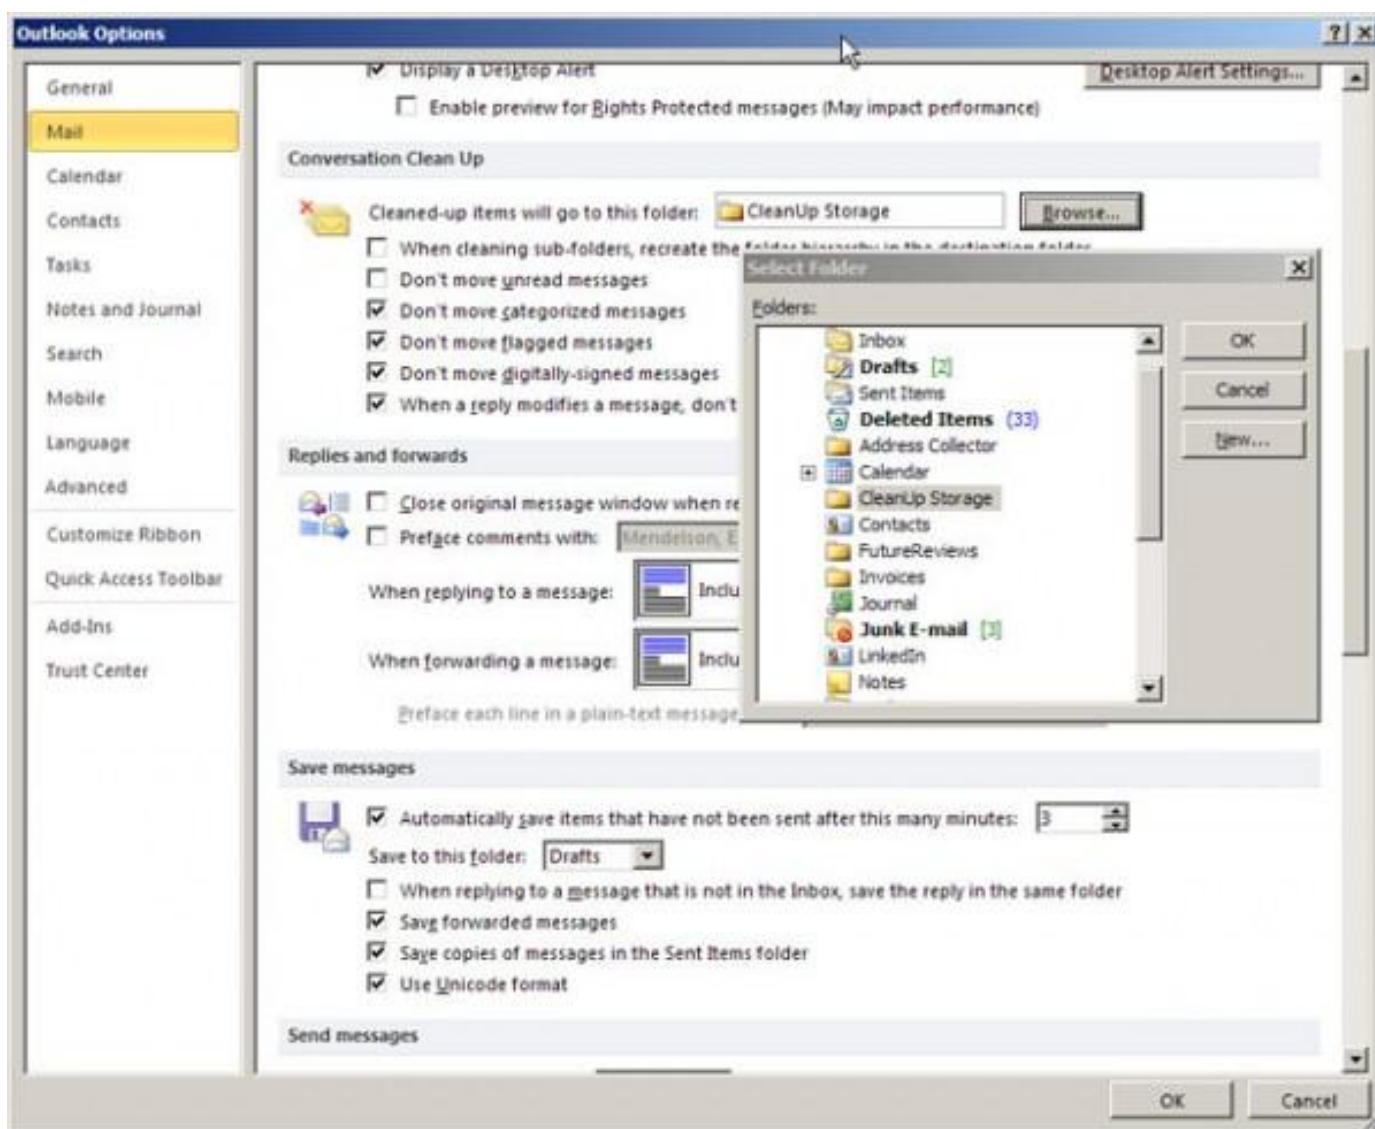 Outlook Options
General
Mail
Calendar
Contacts
Tasks
Notes and Journal
Search
Mobile
Language
Advanced
Customize Ribbon
Quick Access Toolbar
Add-Ins
Trust Center
Display a Desktop Alert
Desktop Alert Settings...
Enable preview for Rights Protected messages (May impact performance)
Conversation Clean Up
Cleaned-up items will go to this folder: CleanUp Storage Browse...
When cleaning sub-folders, recreate the folder hierarchy in the destination folder
Don't move unread messages
Don't move categorized messages
Don't move flagged messages
Don't move digitally-signed messages
When a reply modifies a message, don't
Replies and forwards
Close original message window when re
Preface comments with: Mendelson, E
When replying to a message: Inclu
When forwarding a message: Inclu
Preface each line in a plain-text message
Select Folder
Folders:
Inbox
Drafts [2]
Sent Items
Deleted Items (33)
Address Collector
Calendar
CleanUp Storage
Contacts
FutureReviews
Invoices
Journal
Junk E-mail [3]
LinkedIn
Notes
OK
Cancel
New...
Save messages
Automatically save items that have not been sent after this many minutes: 3
Save to this folder: Drafts
When replying to a message that is not in the Inbox, save the reply in the same folder
Save forwarded messages
Save copies of messages in the Sent Items folder
Use Unicode format
Send messages
OK
Cancel